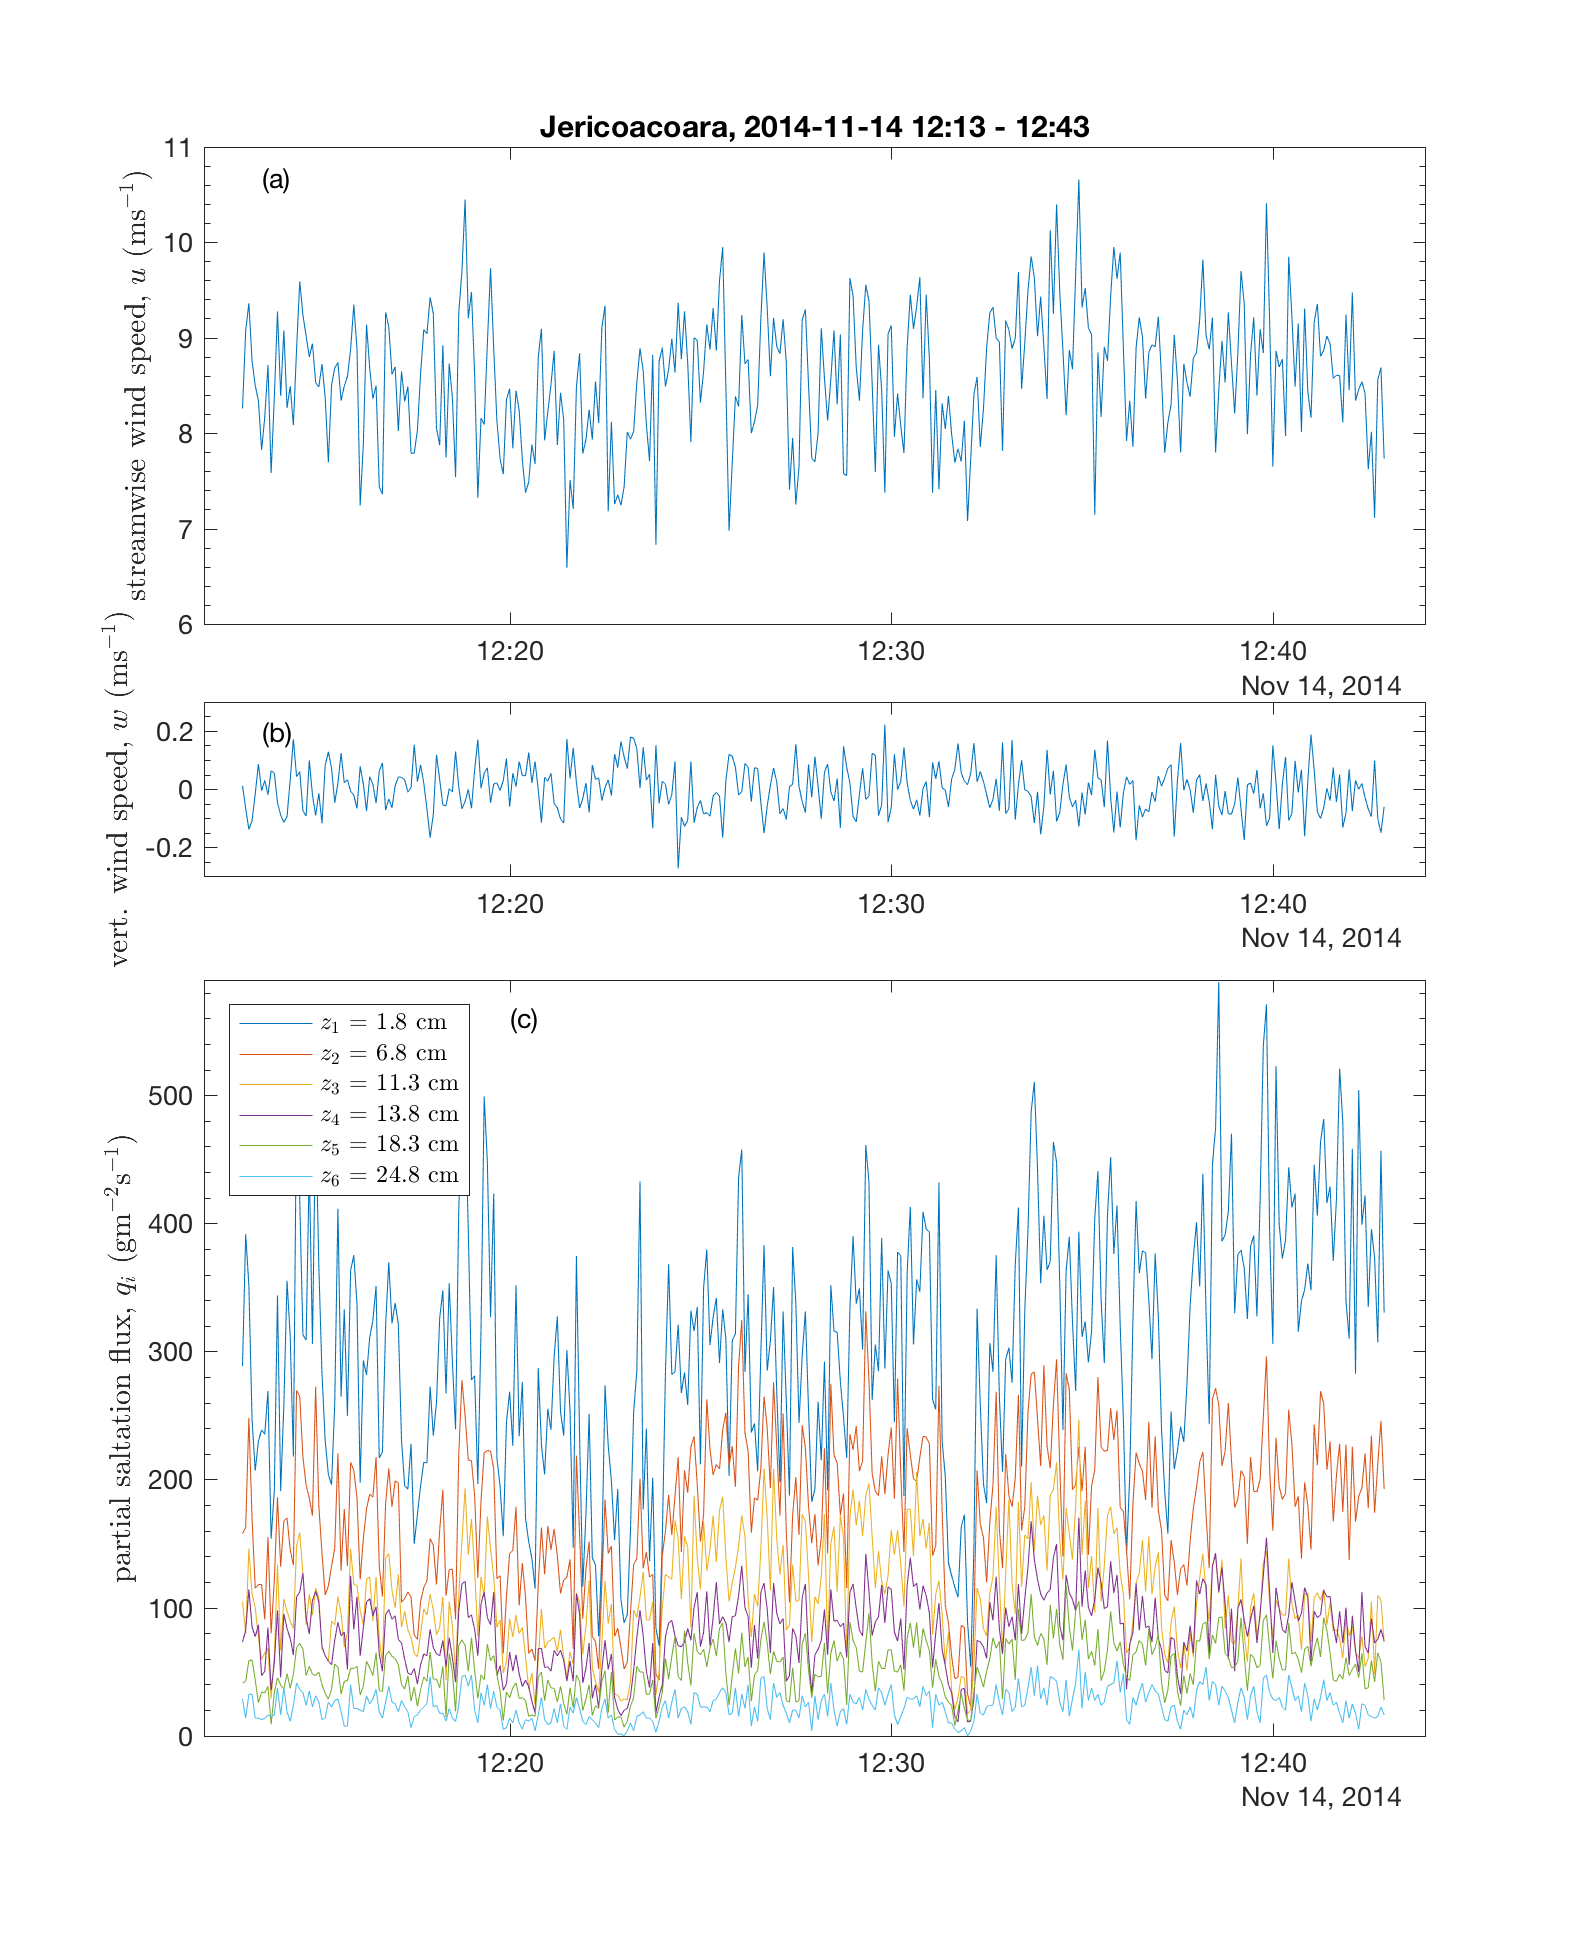 Jericoacoara, 2014-11-14 12:13 - 12:43
(a)
streamwise wind speed, u (ms⁻¹)
11
10
9
8
7
6
12:20 12:30 12:40
Nov 14, 2014
(b)
vert. wind speed, w (ms⁻¹)
0.2
0
-0.2
12:20 12:30 12:40
Nov 14, 2014
(c)
z₁ = 1.8 cm
z₂ = 6.8 cm
z₃ = 11.3 cm
z₄ = 13.8 cm
z₅ = 18.3 cm
z₆ = 24.8 cm
partial saltation flux, qᵢ (gm⁻²s⁻¹)
500
400
300
200
100
0
12:20 12:30 12:40
Nov 14, 2014